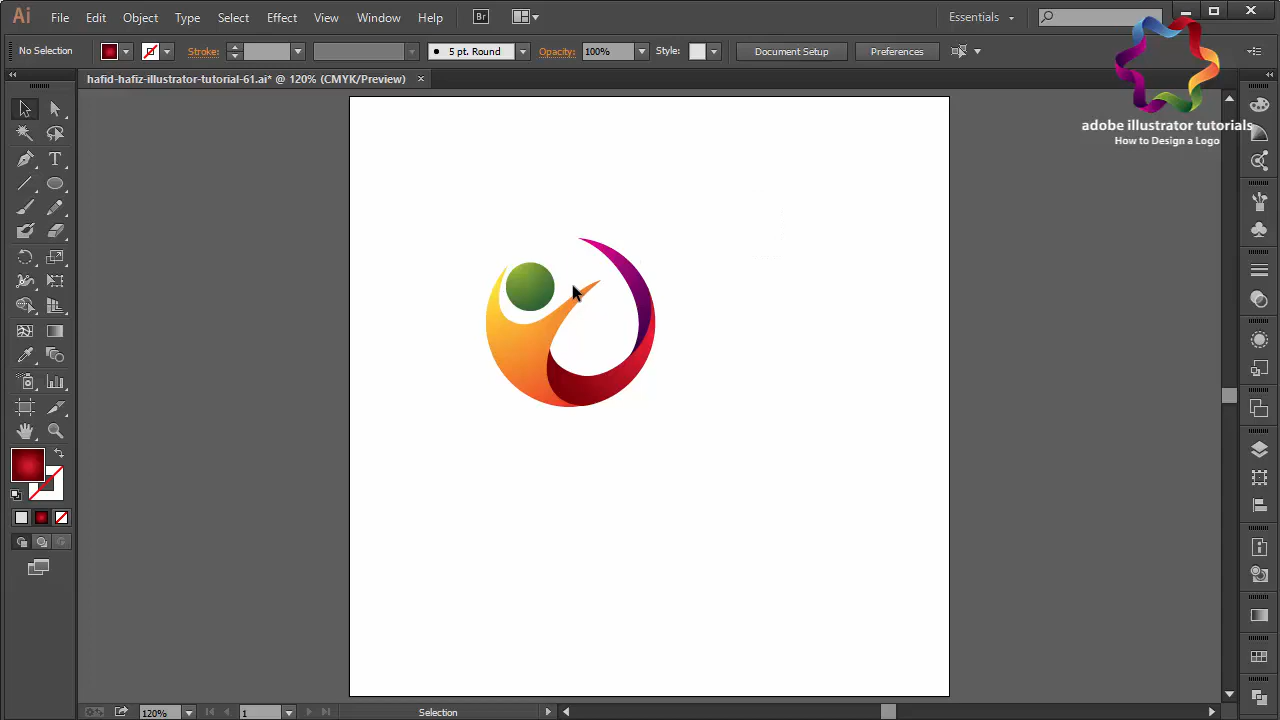 Ai File Edit Object Type Select Effect View Window Help Br Essentials
No Selection Stroke: 5 pt. Round Opacity: 100% Style: Document Setup Preferences
hafid-hafiz-illustrator-tutorial-61.ai* @ 120% (CMYK/Preview)
adobe illustrator tutorials
How to Design a Logo
T
120% 1 Selection